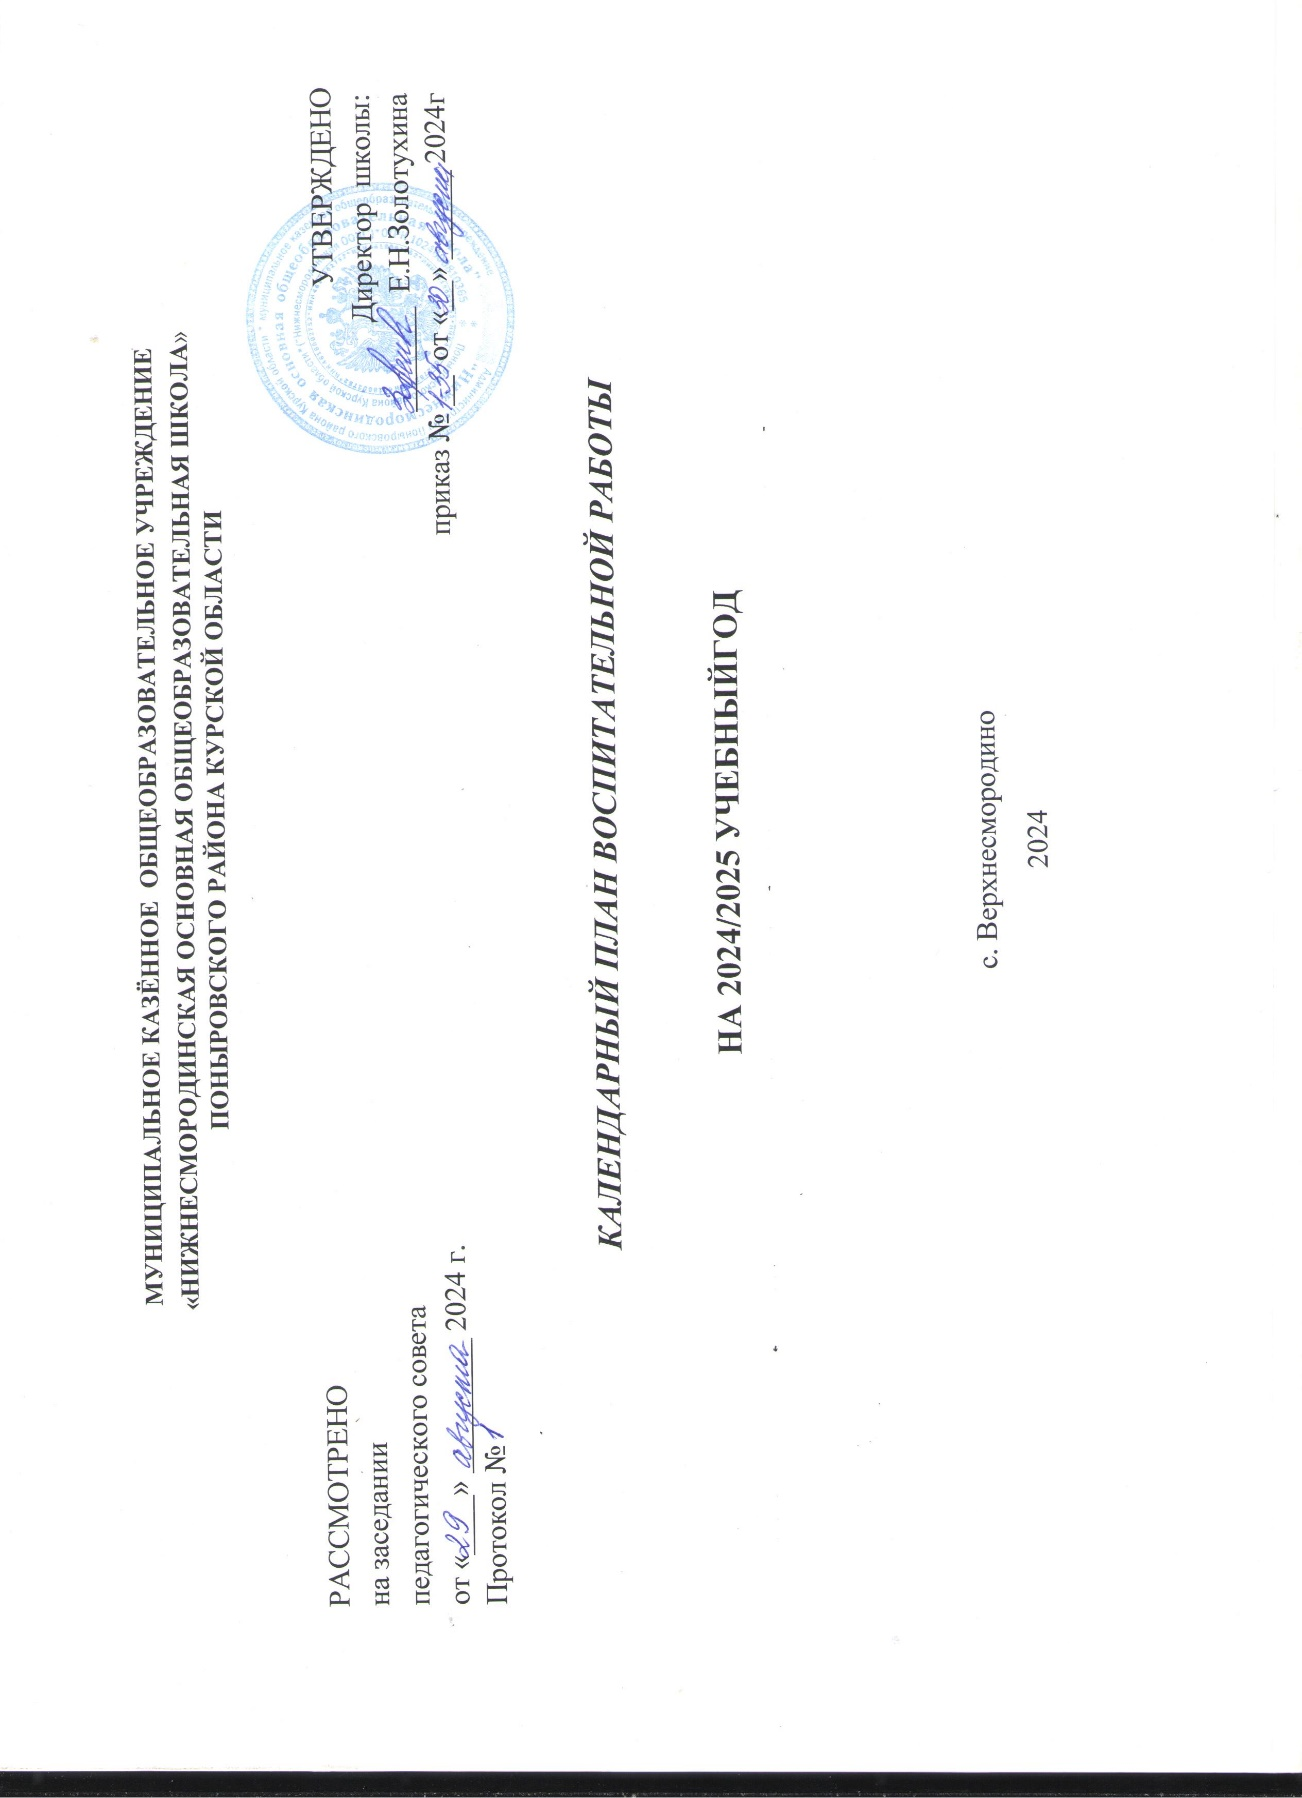 МУНИЦИПАЛЬНОЕ КАЗЁННОЕ ОБЩЕОБРАЗОВАТЕЛЬНОЕ УЧРЕЖДЕНИЕ
«НИЖНЕСМОРОДИНСКАЯ ОСНОВНАЯ ОБЩЕОБРАЗОВАТЕЛЬНАЯ ШКОЛА»
ПОНЫРОВСКОГО РАЙОНА КУРСКОЙ ОБЛАСТИ
РАССМОТРЕНО
на заседании
педагогического совета
от «29» августа 2024 г.
Протокол № 1
УТВЕРЖДЕНО
Директор школы:
Е.Н.Золотухина
приказ № 135 от «30» августа 2024г
КАЛЕНДАРНЫЙ ПЛАН ВОСПИТАТЕЛЬНОЙ РАБОТЫ
НА 2024/2025 УЧЕБНЫЙГОД
с. Верхнесмородино
2024